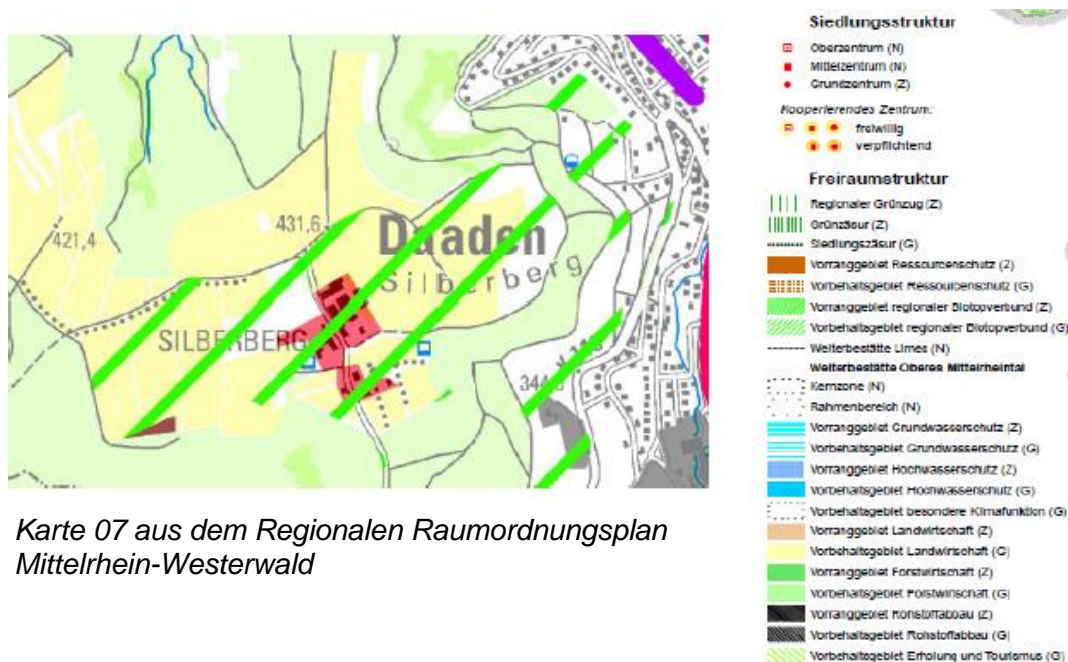 421,4
431,6
Daaden
Silberberg
SILBERBERG
Karte 07 aus dem Regionalen Raumordnungsplan
Mittelrhein-Westerwald
Siedlungsstruktur
Oberzentrum (N)
Mittelzentrum (N)
Grundzentrum (Z)
Kooperierendes Zentrum:
freiwillig
verpflichtend
Freiraumstruktur
Regionaler Grünzug (Z)
Grünzäsur (Z)
Siedlungszäsur (G)
Vorranggebiet Ressourcenschutz (Z)
Vorbehaltsgebiet Ressourcenschutz (G)
Vorranggebiet regionaler Biotopverbund (Z)
Vorbehaltsgebiet regionaler Biotopverbund (G)
Welterbestätte Limes (N)
Welterbestätte Oberes Mittelrheintal
Kernzone (N)
Rahmenbereich (N)
Vorranggebiet Grundwasserschutz (Z)
Vorbehaltsgebiet Grundwasserschutz (G)
Vorranggebiet Hochwasserschutz (Z)
Vorbehaltsgebiet Hochwasserschutz (G)
Vorbehaltsgebiet besondere Klimafunktion (G)
Vorranggebiet Landwirtschaft (Z)
Vorbehaltsgebiet Landwirtschaft (G)
Vorranggebiet Forstwirtschaft (Z)
Vorbehaltsgebiet Forstwirtschaft (G)
Vorranggebiet Rohstoffabbau (Z)
Vorbehaltsgebiet Rohstoffabbau (G)
Vorbehaltsgebiet Erholung und Tourismus (G)